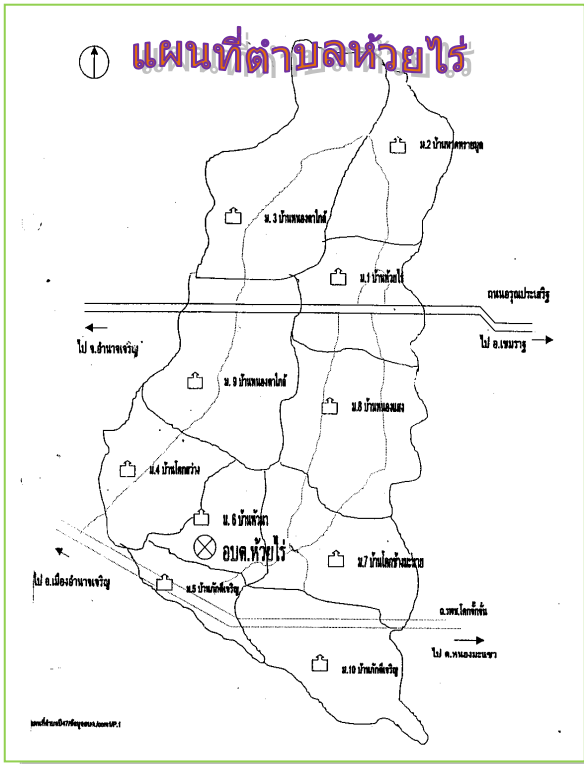 แผนที่ตำบลห้วยไร่
ม.2 บ้านหาดทรายมูล
ม. 3 บ้านหนองตาใกล้
ม.1 บ้านห้วยไร่
ถนนอรุณประเสริฐ
ไป จ.อำนาจเจริญ
ไป อ.เขมราฐ
ม. 9 บ้านหนองตาใกล้
ม.8 บ้านหนองแสง
ม.4 บ้านโคกสว่าง
ม. 6 บ้านหัวนา
อบต.ห้วยไร่
ม.7 บ้านโคกช้างมะนาย
ไป อ.เมืองอำนาจเจริญ
ม.5 บ้านภักดีเจริญ
ไป ต.หนองมะแซว
ม.10 บ้านภักดีเจริญ